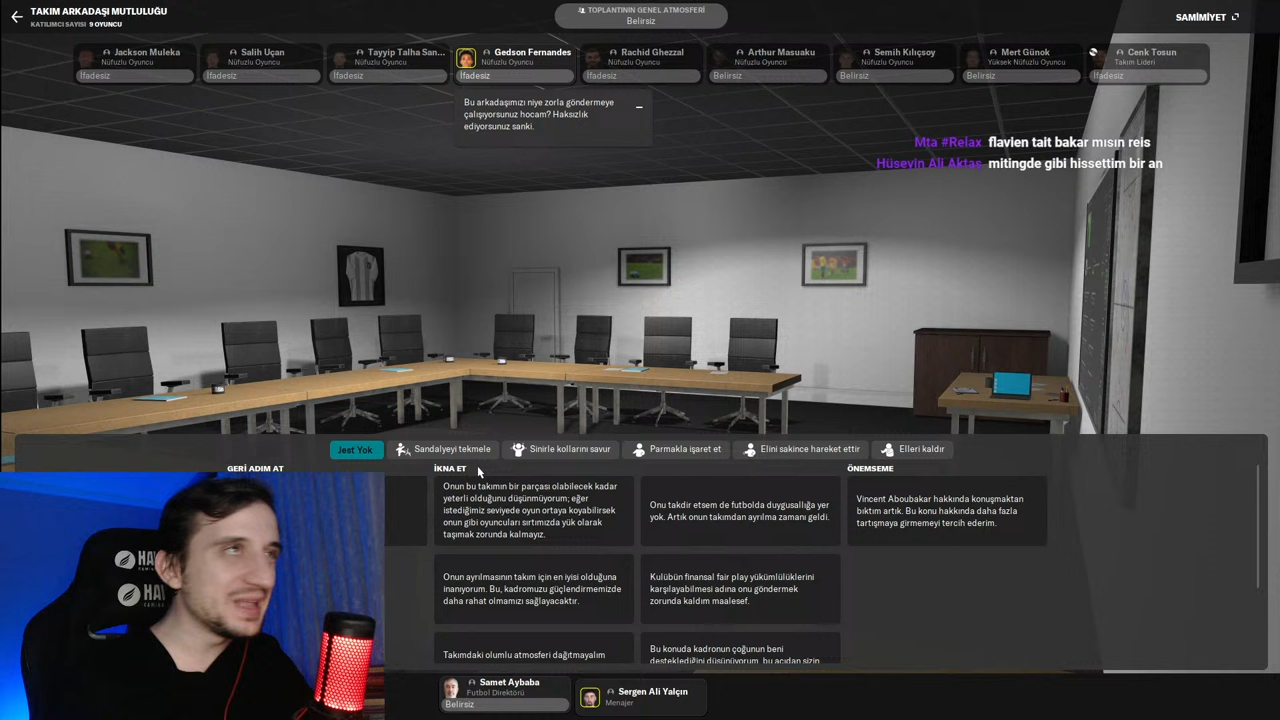 TAKIM ARKADAŞI MUTLULUĞU
KATILIMCI SAYISI 9 OYUNCU
TOPLANTININ GENEL ATMOSFERİ
Belirsiz
SAMİMİYET
Jackson Muleka
Nüfuzlu Oyuncu
İfadesiz
Salih Uçan
Nüfuzlu Oyuncu
İfadesiz
Tayyip Talha San...
Nüfuzlu Oyuncu
İfadesiz
Gedson Fernandes
Nüfuzlu Oyuncu
İfadesiz
Rachid Ghezzal
Nüfuzlu Oyuncu
İfadesiz
Arthur Masuaku
Nüfuzlu Oyuncu
Belirsiz
Semih Kılıçsoy
Nüfuzlu Oyuncu
Belirsiz
Mert Günok
Yüksek Nüfuzlu Oyuncu
Belirsiz
Cenk Tosun
Takım Lideri
İfadesiz
Bu arkadaşımızı niye zorla göndermeye
çalışıyorsunuz hocam? Haksızlık
ediyorsunuz sanki.
Mta #Relax flavien tait bakar mısın reis
Hüseyin Ali Aktaş mitingde gibi hissettim bir an
Jest Yok
Sandalyeyi tekmele
Sinirle kollarını savur
Parmakla işaret et
Elini sakince hareket ettir
Elleri kaldır
GERİ ADIM AT
İKNA ET
ÖNEMSEME
Onun bu takımın bir parçası olabilecek kadar
yeterli olduğunu düşünmüyorum; eğer
istediğimiz seviyede oyun ortaya koyabilirsek
onun gibi oyuncuları sırtımızda yük olarak
taşımak zorunda kalmayız.
Onu takdir etsem de futbolda duygusallığa yer
yok. Artık onun takımdan ayrılma zamanı geldi.
Vincent Aboubakar hakkında konuşmaktan
bıktım artık. Bu konu hakkında daha fazla
tartışmaya girmemeyi tercih ederim.
Onun ayrılmasının takım için en iyisi olduğuna
inanıyorum. Bu, kadromuzu güçlendirmemizde
daha rahat olmamızı sağlayacaktır.
Kulübün finansal fair play yükümlülüklerini
karşılayabilmesi adına onu göndermek
zorunda kaldım maalesef.
Takımdaki olumlu atmosferi dağıtmayalım
Bu konuda kadronun çoğunun beni
desteklediğini düşünüyorum, bu açıdan sizin
Samet Aybaba
Futbol Direktörü
Belirsiz
Sergen Ali Yalçın
Menajer